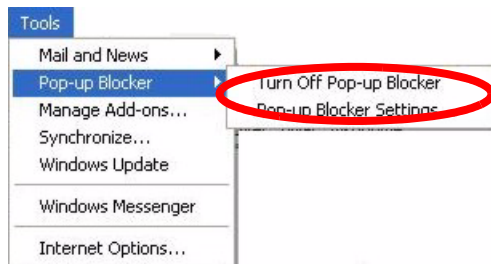 Tools
Mail and News
Pop-up Blocker
Turn Off Pop-up Blocker
Manage Add-ons...
Pop-up Blocker Settings
Synchronize...
Windows Update
Windows Messenger
Internet Options...